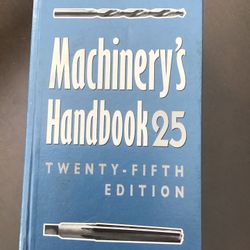 Machinery's
Handbook 25
TWENTY-FIFTH
EDITION